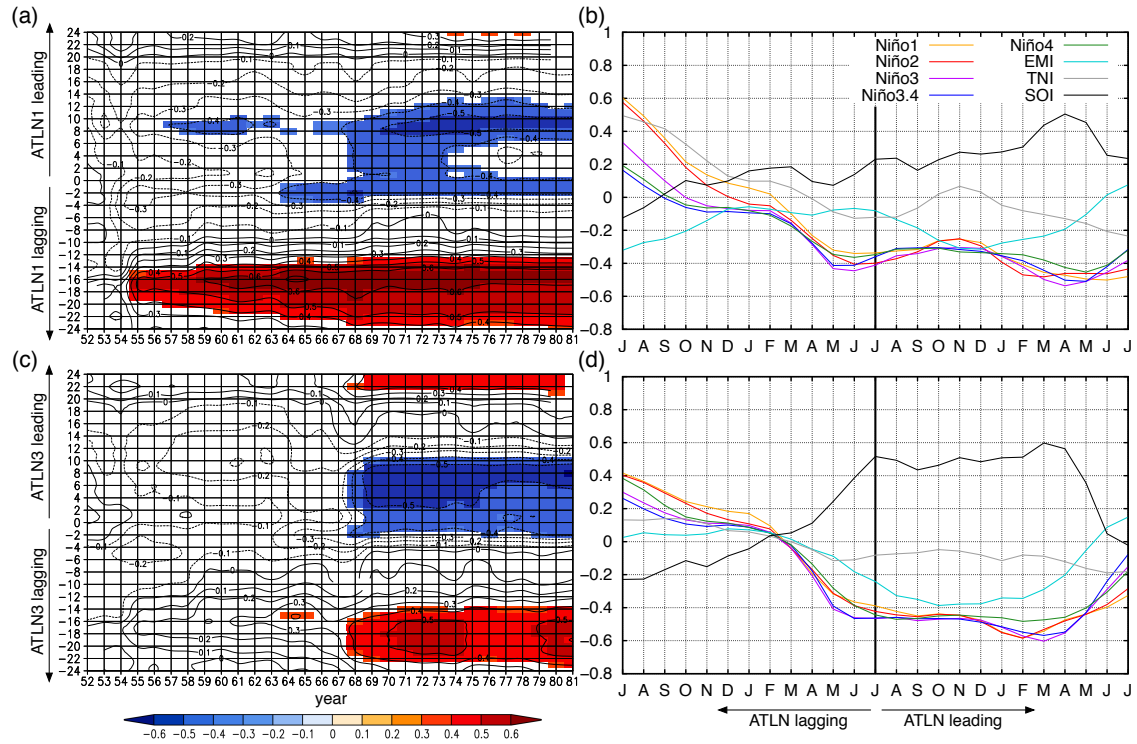 (a)
ATLN1 leading
ATLN1 lagging
24
22
20
18
16
14
12
10
8
6
4
2
0
-2
-4
-6
-8
-10
-12
-14
-16
-18
-20
-22
-24
52 53 54 55 56 57 58 59 60 61 62 63 64 65 66 67 68 69 70 71 72 73 74 75 76 77 78 79 80 81
(b)
Niño1
Niño2
Niño3
Niño3.4
Niño4
EMI
TNI
SOI
1
0.8
0.6
0.4
0.2
0
-0.2
-0.4
-0.6
-0.8
J A S O N D J F M A M J J A S O N D J F M A M J J
(c)
ATLN3 leading
ATLN3 lagging
24
22
20
18
16
14
12
10
8
6
4
2
0
-2
-4
-6
-8
-10
-12
-14
-16
-18
-20
-22
-24
52 53 54 55 56 57 58 59 60 61 62 63 64 65 66 67 68 69 70 71 72 73 74 75 76 77 78 79 80 81
year
-0.6 -0.5 -0.4 -0.3 -0.2 -0.1 0 0.1 0.2 0.3 0.4 0.5 0.6
(d)
1
0.8
0.6
0.4
0.2
0
-0.2
-0.4
-0.6
-0.8
J A S O N D J F M A M J J A S O N D J F M A M J J
ATLN lagging
ATLN leading